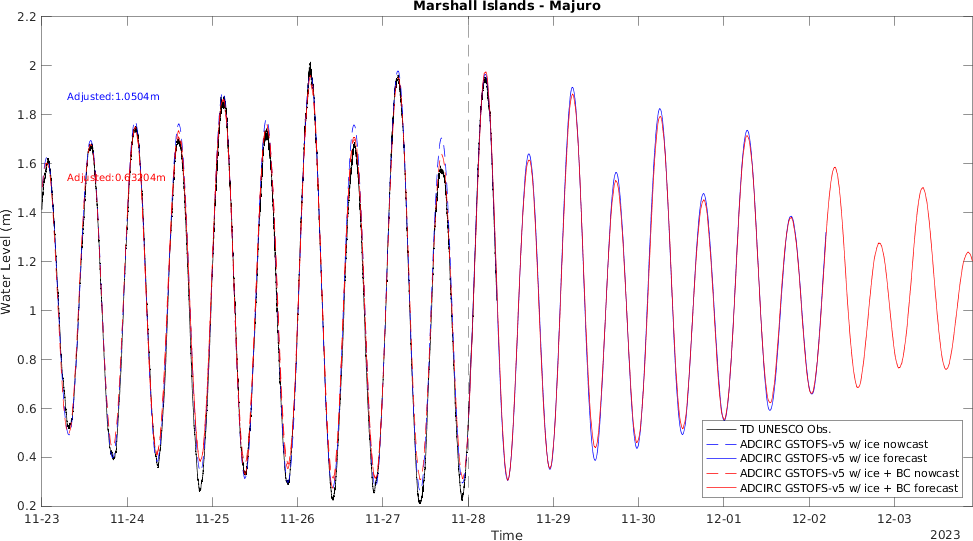 Marshall Islands - Majuro
2.2
2
1.8
1.6
1.4
1.2
1
0.8
0.6
0.4
0.2
Water Level (m)
Adjusted:1.0504m
Adjusted:0.63204m
TD UNESCO Obs.
ADCIRC GSTOFS-v5 w/ ice nowcast
ADCIRC GSTOFS-v5 w/ ice forecast
ADCIRC GSTOFS-v5 w/ ice + BC nowcast
ADCIRC GSTOFS-v5 w/ ice + BC forecast
11-23 11-24 11-25 11-26 11-27 11-28 11-29 11-30 12-01 12-02 12-03
Time
2023